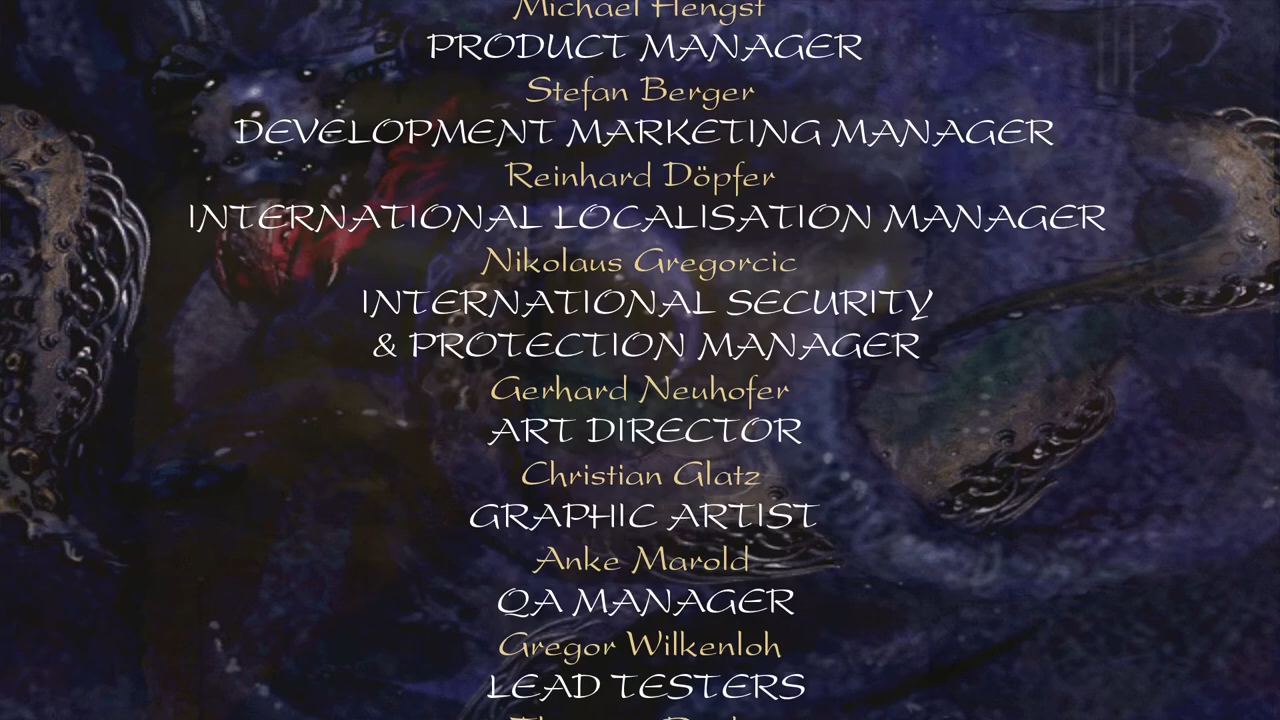 Michael Hengst
PRODUCT MANAGER
Stefan Berger
DEVELOPMENT MARKETING MANAGER
Reinhard Döpfer
INTERNATIONAL LOCALISATION MANAGER
Nikolaus Gregorcic
INTERNATIONAL SECURITY
& PROTECTION MANAGER
Gerhard Neuhofer
ART DIRECTOR
Christian Glatz
GRAPHIC ARTIST
Anke Marold
QA MANAGER
Gregor Wilkenloh
LEAD TESTERS